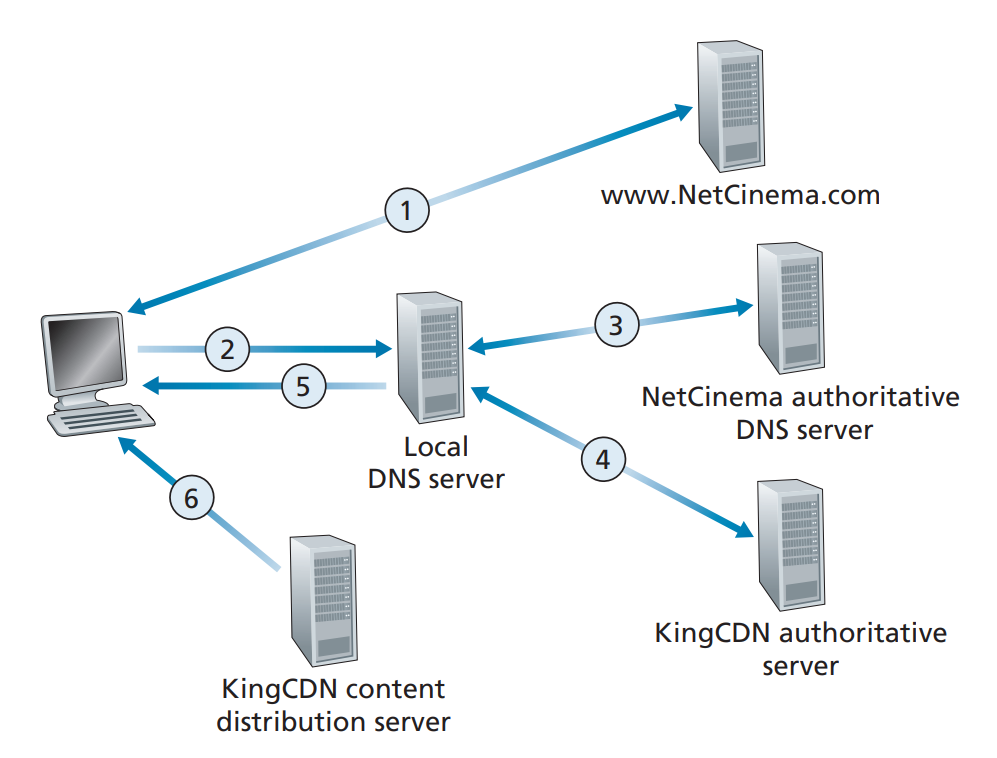 1
www.NetCinema.com
2
3
5
NetCinema authoritative
DNS server
Local
DNS server
4
6
KingCDN authoritative
server
KingCDN content
distribution server